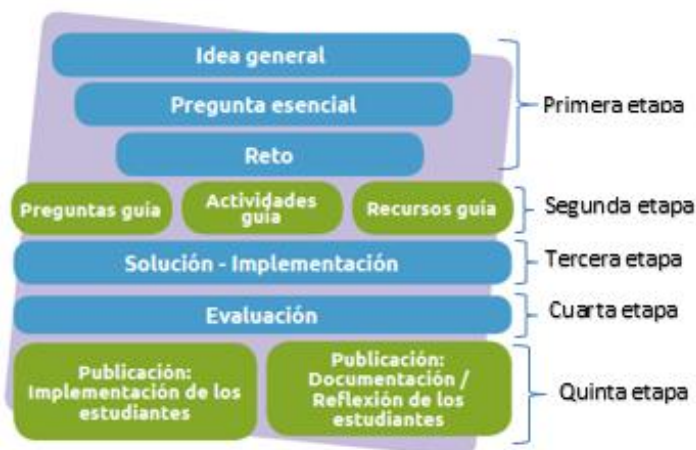 Idea general
Pregunta esencial
Reto
Primera etapa
Preguntas guía
Actividades
guía
Recursos guía
Segunda etapa
Solución - Implementación
Tercera etapa
Evaluación
Cuarta etapa
Publicación:
Implementación de los
estudiantes
Publicación:
Documentación /
Reflexión de los
estudiantes
Quinta etapa